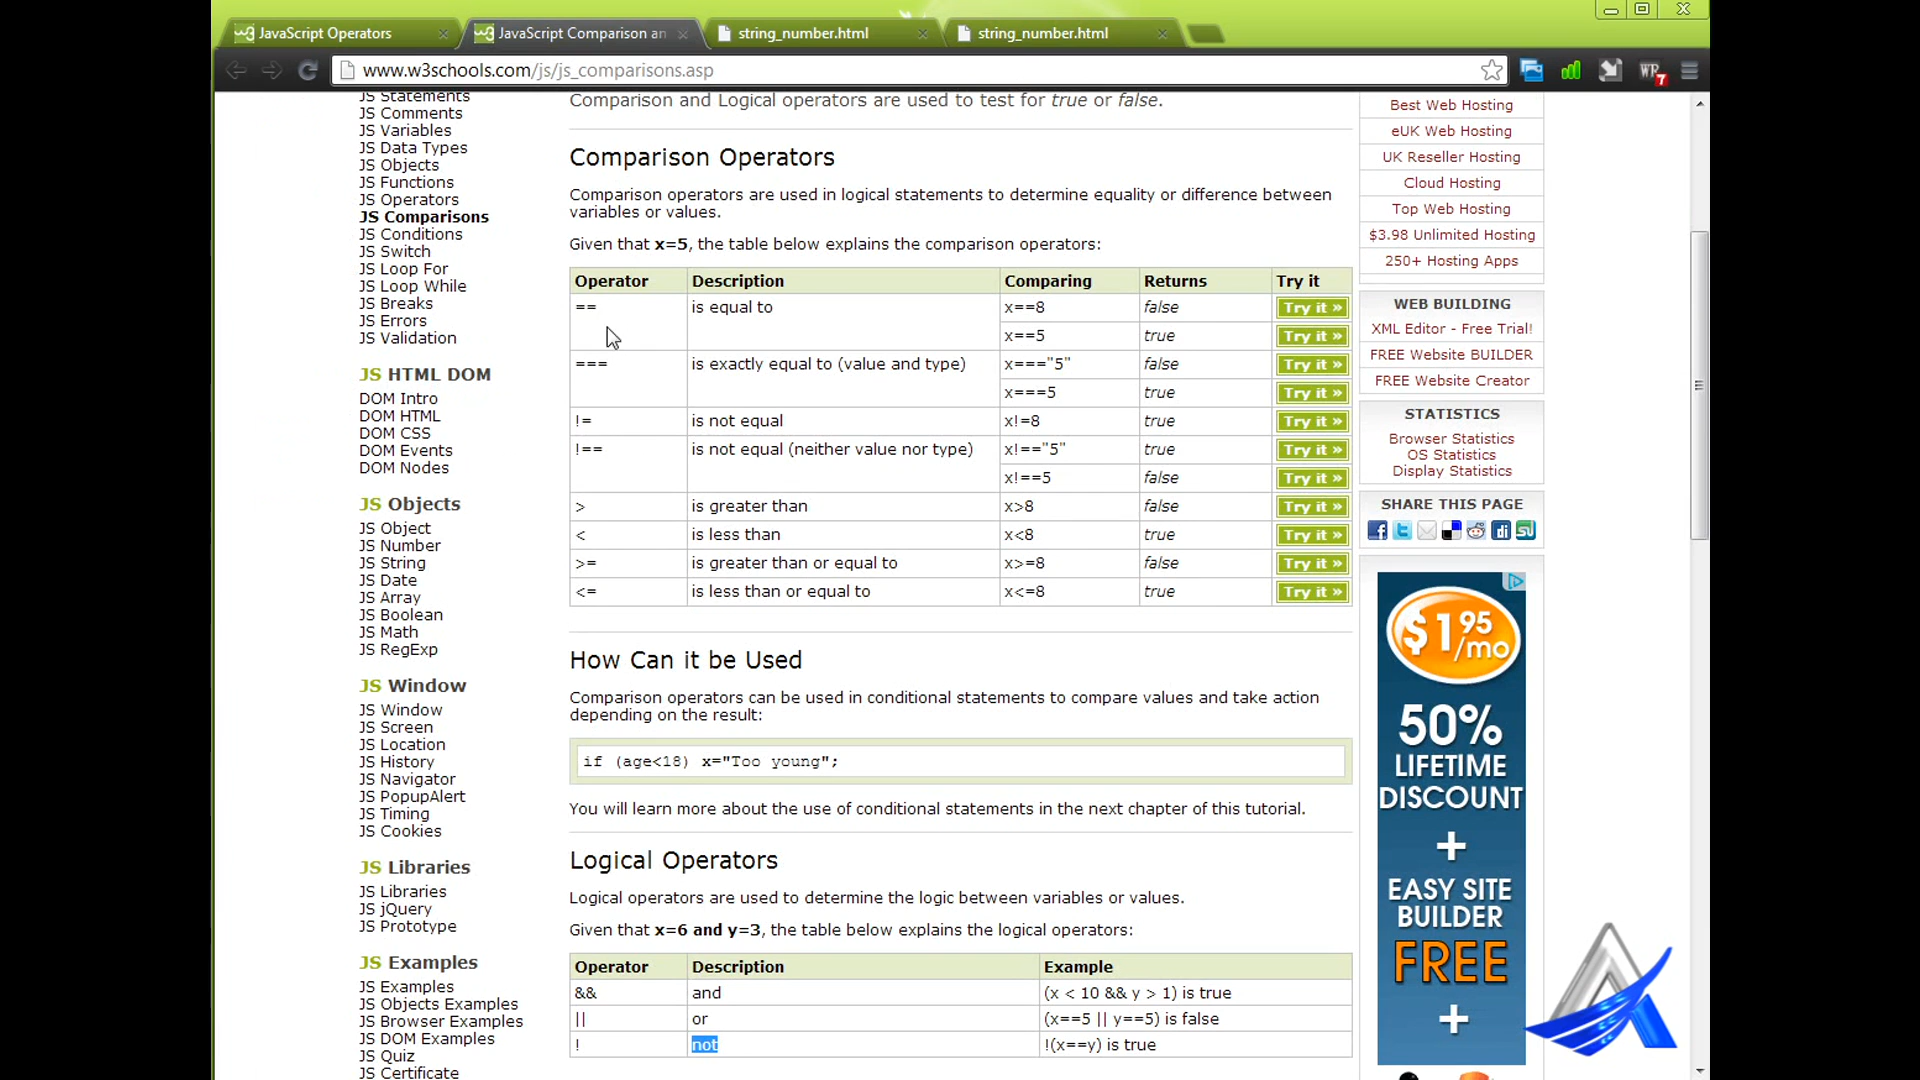 JavaScript Operators
JavaScript Comparison an
string_number.html
string_number.html
www.w3schools.com/js/js_comparisons.asp
WR 7
JS Statements
JS Comments
JS Variables
JS Data Types
JS Objects
JS Functions
JS Operators
JS Comparisons
JS Conditions
JS Switch
JS Loop For
JS Loop While
JS Breaks
JS Errors
JS Validation
JS HTML DOM
DOM Intro
DOM HTML
DOM CSS
DOM Events
DOM Nodes
JS Objects
JS Object
JS Number
JS String
JS Date
JS Array
JS Boolean
JS Math
JS RegExp
JS Window
JS Window
JS Screen
JS Location
JS History
JS Navigator
JS PopupAlert
JS Timing
JS Cookies
JS Libraries
JS Libraries
JS jQuery
JS Prototype
JS Examples
JS Examples
JS Objects Examples
JS Browser Examples
JS DOM Examples
JS Quiz
JS Certificate
Comparison and Logical operators are used to test for true or false.
Comparison Operators
Comparison operators are used in logical statements to determine equality or difference between
variables or values.
Given that x=5, the table below explains the comparison operators:
Operator Description Comparing Returns Try it
== is equal to x==8 false Try it »
x==5 true Try it »
=== is exactly equal to (value and type) x==="5" false Try it »
x===5 true Try it »
!= is not equal x!=8 true Try it »
!== is not equal (neither value nor type) x!=="5" true Try it »
x!==5 false Try it »
> is greater than x>8 false Try it »
< is less than x<8 true Try it »
>= is greater than or equal to x>=8 false Try it »
<= is less than or equal to x<=8 true Try it »
How Can it be Used
Comparison operators can be used in conditional statements to compare values and take action
depending on the result:
if (age<18) x="Too young";
You will learn more about the use of conditional statements in the next chapter of this tutorial.
Logical Operators
Logical operators are used to determine the logic between variables or values.
Given that x=6 and y=3, the table below explains the logical operators:
Operator Description Example
&& and (x < 10 && y > 1) is true
|| or (x==5 || y==5) is false
! not !(x==y) is true
Best Web Hosting
eUK Web Hosting
UK Reseller Hosting
Cloud Hosting
Top Web Hosting
$3.98 Unlimited Hosting
250+ Hosting Apps
WEB BUILDING
XML Editor - Free Trial!
FREE Website BUILDER
FREE Website Creator
STATISTICS
Browser Statistics
OS Statistics
Display Statistics
SHARE THIS PAGE
$1.95/mo
50%
LIFETIME
DISCOUNT
+
EASY SITE
BUILDER
FREE
+